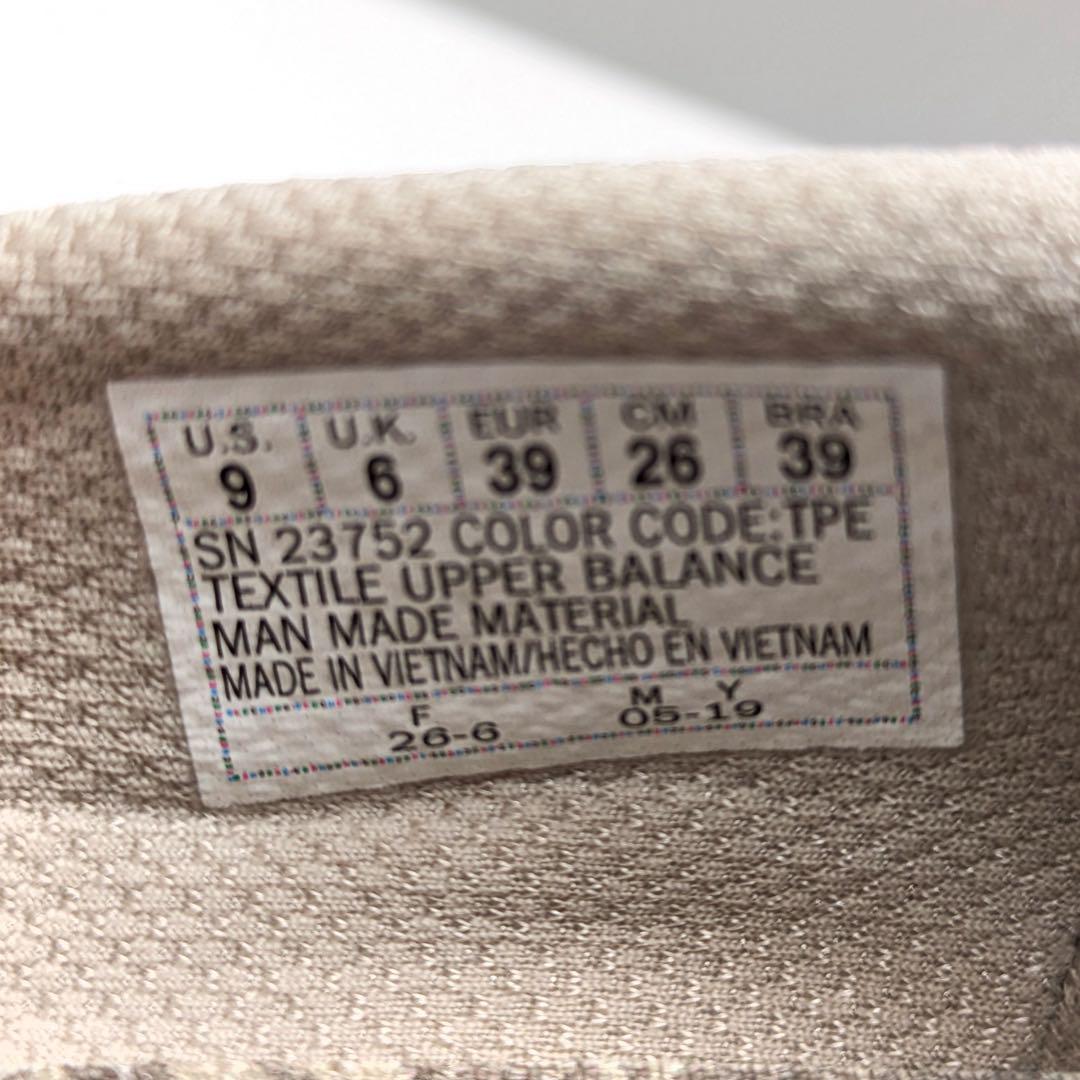 U.S. U.K. EUR CM BRA
9 6 39 26 39
SN 23752 COLOR CODE:TPE
TEXTILE UPPER BALANCE
MAN MADE MATERIAL
MADE IN VIETNAM/HECHO EN VIETNAM
F M Y
26-6 05-19